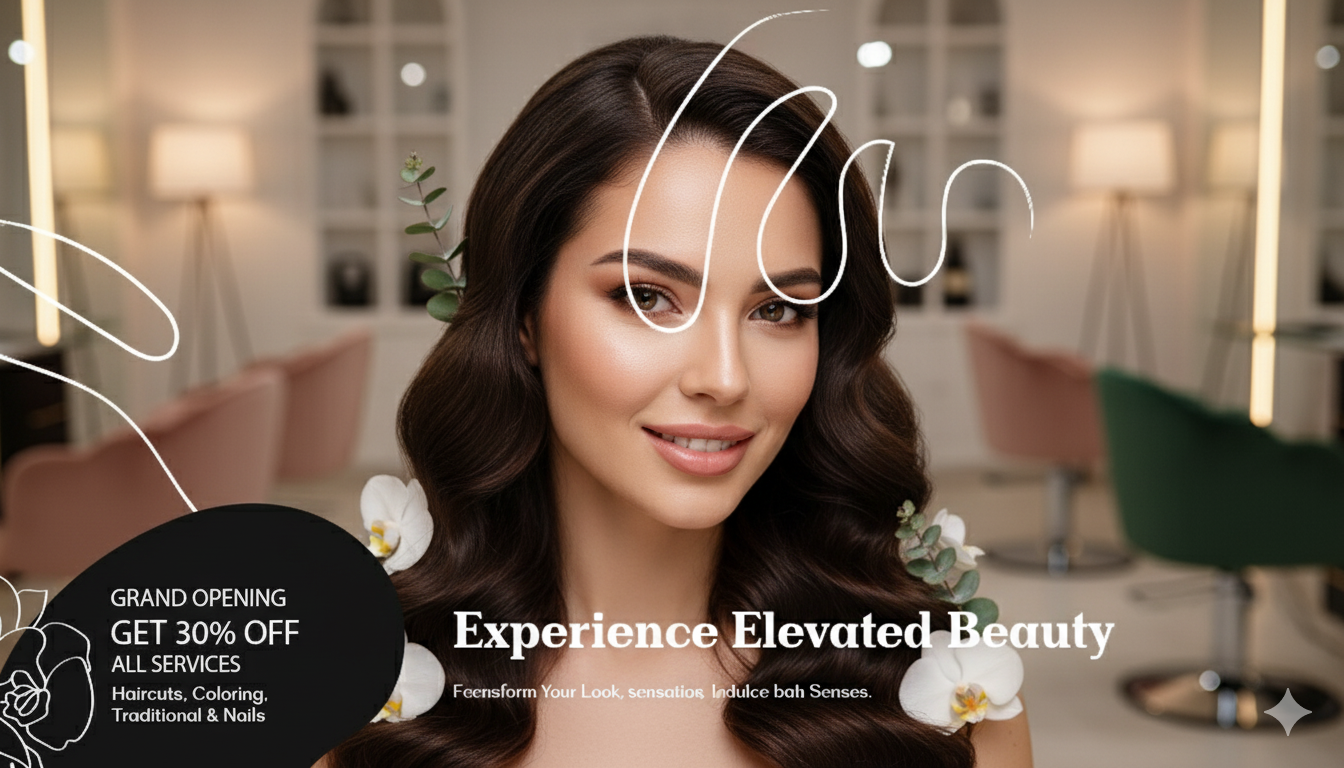 GRAND OPENING
GET 30% OFF
ALL SERVICES
Haircuts, Coloring,
Traditional & Nails
Experience Elevated Beauty
Feensform Your Look, sensatios Indulce bah Senses.